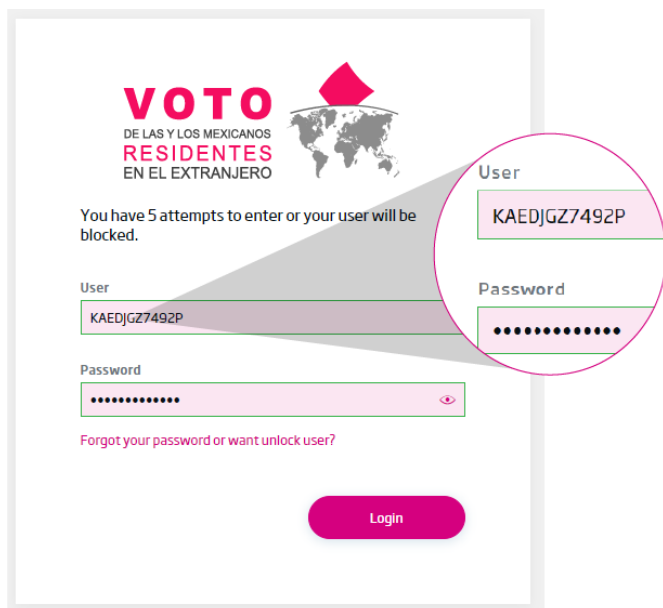 VOTO
DE LAS Y LOS MEXICANOS
RESIDENTES
EN EL EXTRANJERO
You have 5 attempts to enter or your user will be
blocked.
User
KAEDJGZ7492P
Password
•••••••••••••
Forgot your password or want unlock user?
Login
User
KAEDJGZ7492P
Password
•••••••••••••